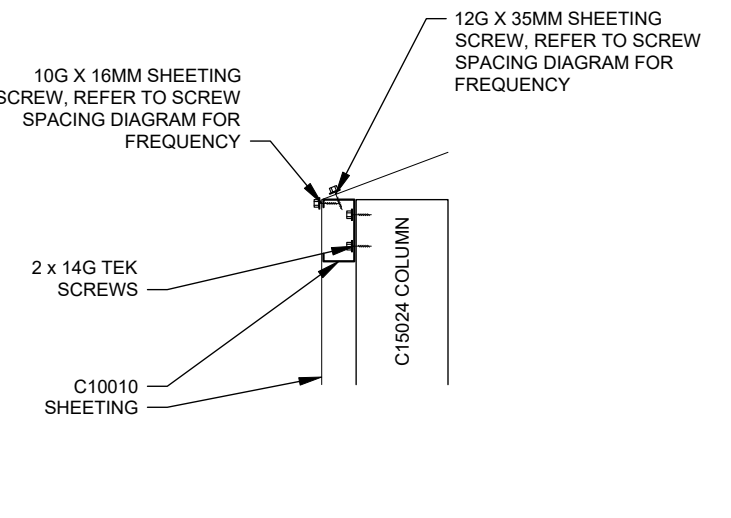 12G X 35MM SHEETING
SCREW, REFER TO SCREW
SPACING DIAGRAM FOR
FREQUENCY
10G X 16MM SHEETING
SCREW, REFER TO SCREW
SPACING DIAGRAM FOR
FREQUENCY
2 x 14G TEK
SCREWS
C15024 COLUMN
C10010
SHEETING